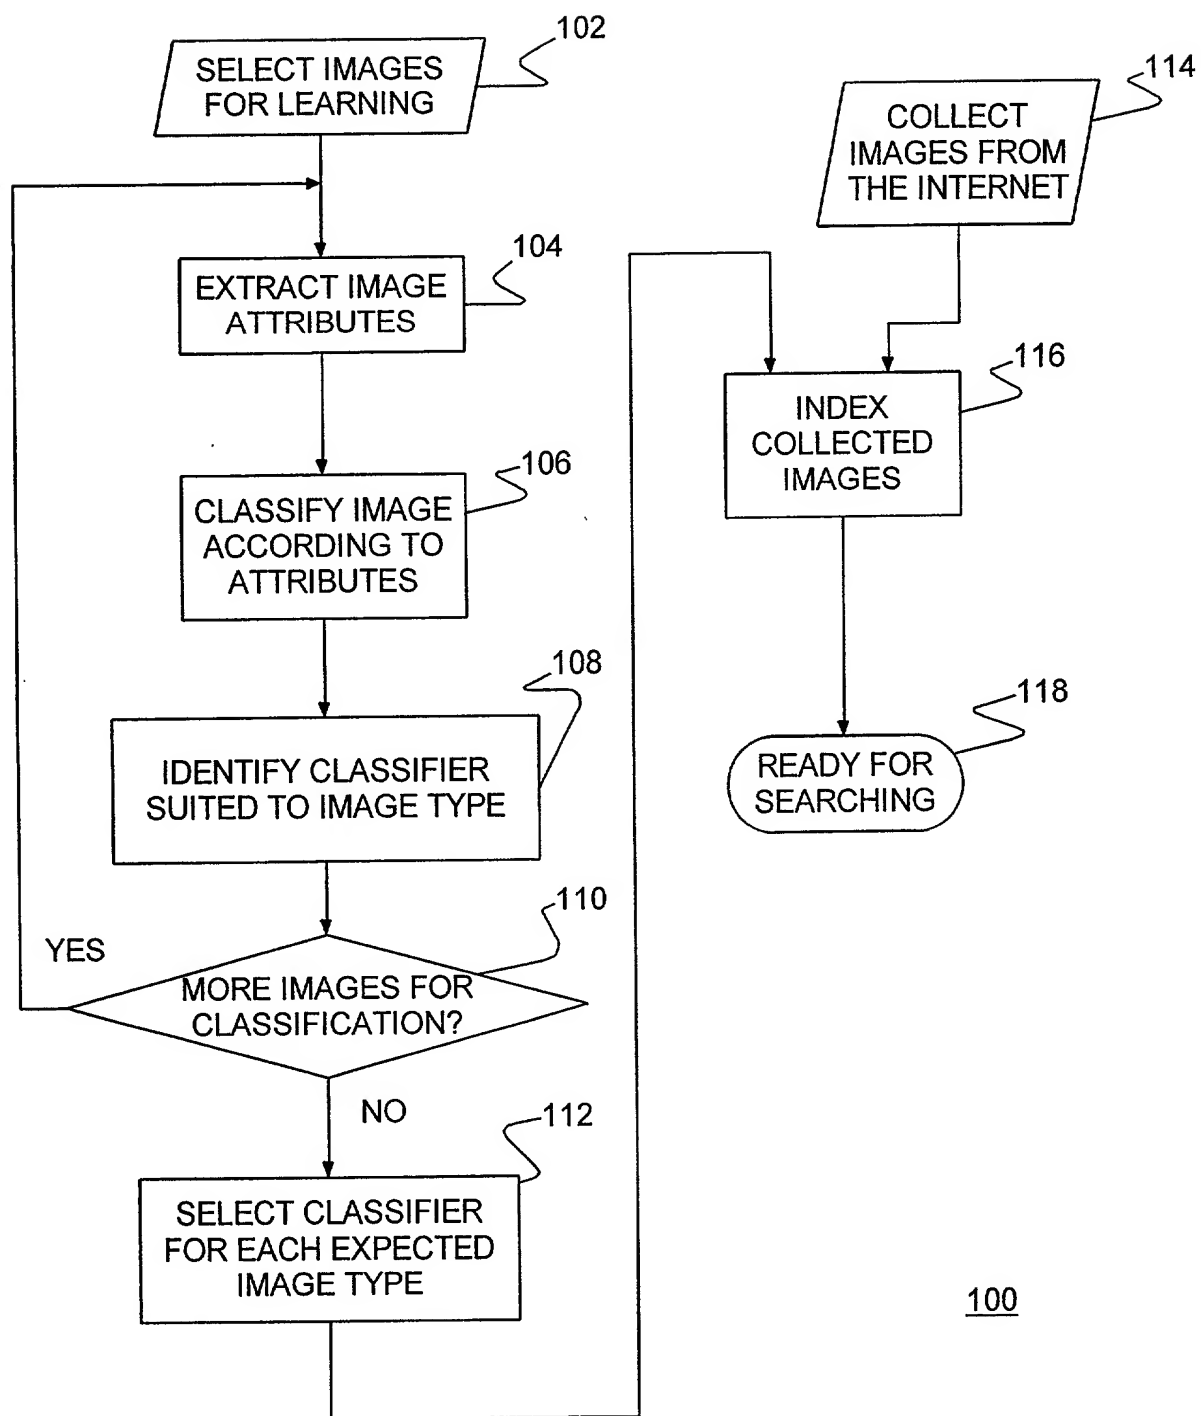 102
SELECT IMAGES
FOR LEARNING
104
EXTRACT IMAGE
ATTRIBUTES
106
CLASSIFY IMAGE
ACCORDING TO
ATTRIBUTES
108
IDENTIFY CLASSIFIER
SUITED TO IMAGE TYPE
110
YES
MORE IMAGES FOR
CLASSIFICATION?
NO
112
SELECT CLASSIFIER
FOR EACH EXPECTED
IMAGE TYPE
114
COLLECT
IMAGES FROM
THE INTERNET
116
INDEX
COLLECTED
IMAGES
118
READY FOR
SEARCHING
100